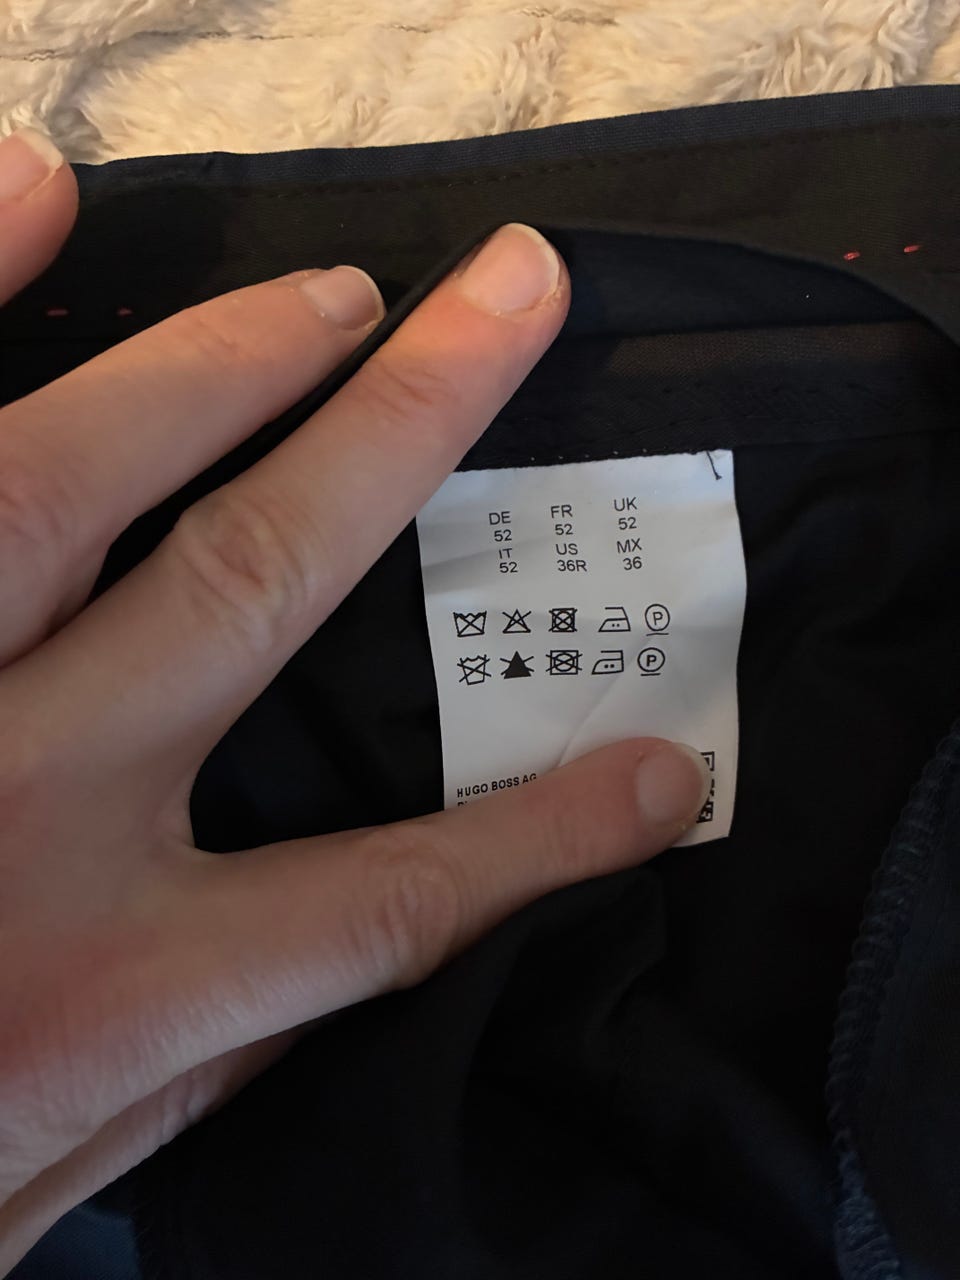 DE FR UK
52 52 52
IT US MX
52 36R 36
P
P
HUGO BOSS AG